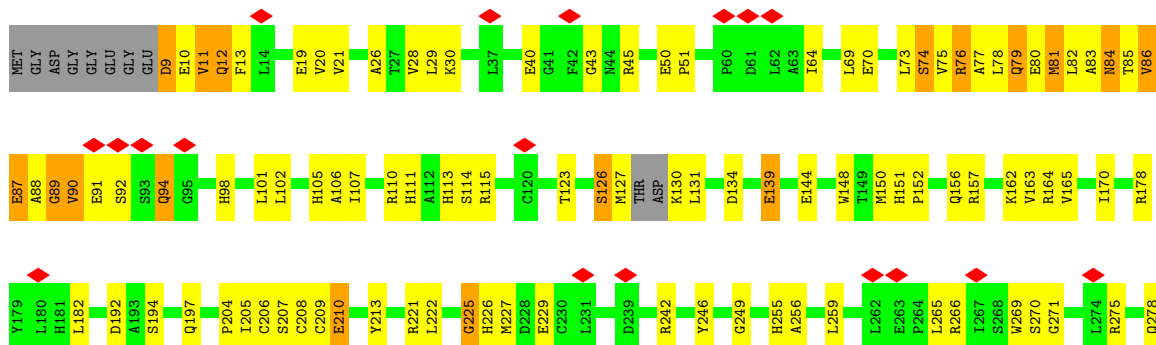 MET GLY ASP GLY GLY GLU GLY GLU D9 E10 V11 Q12 F13 L14 E19 V20 V21 A26 T27 V28 L29 K30 L37 E40 G41 F42 G43 N44 R45 E50 P51 P60 D61 L62 A63 I64 L69 E70 L73 S74 V75 R76 A77 L78 Q79 E80 M81 L82 A83 N84 T85 V86
E87 A88 G89 V90 E91 S92 S93 Q94 G95 H98 L101 L102 H105 A106 I107 R110 H111 A112 H113 S114 R115 C120 T123 S126 M127 THR ASP K130 L131 D134 E139 E144 W148 T149 M150 H151 P152 Q156 R157 K162 V163 R164 V165 I170 R178
Y179 L180 H181 L182 D192 A193 S194 Q197 P204 I205 C206 S207 C208 C209 E210 Y213 R221 L222 G225 H226 M227 D228 E229 C230 L231 D239 R242 Y246 G249 H255 A256 L259 L262 E263 P264 L265 R266 I267 S268 W269 S270 G271 L274 R275 Q278